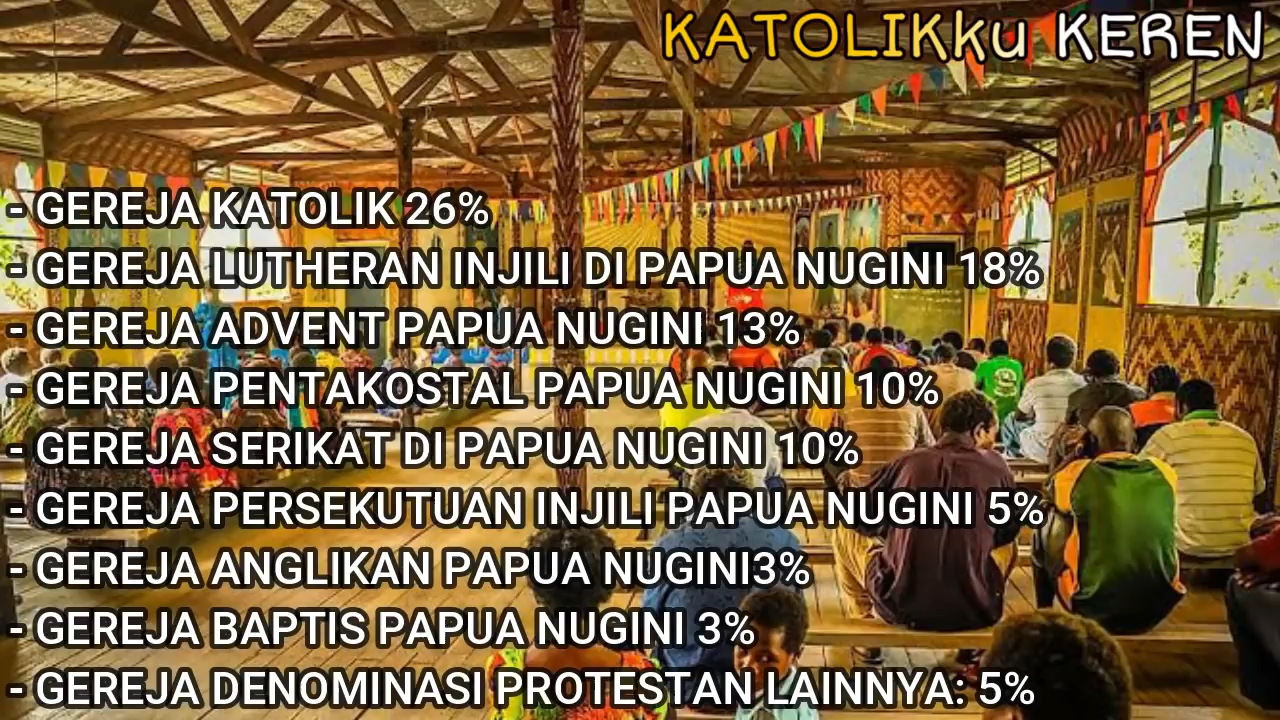 KATOLIKku KEREN
- GEREJA KATOLIK 26%
- GEREJA LUTHERAN INJILI DI PAPUA NUGINI 18%
- GEREJA ADVENT PAPUA NUGINI 13%
- GEREJA PENTAKOSTAL PAPUA NUGINI 10%
- GEREJA SERIKAT DI PAPUA NUGINI 10%
- GEREJA PERSEKUTUAN INJILI PAPUA NUGINI 5%
- GEREJA ANGLIKAN PAPUA NUGINI3%
- GEREJA BAPTIS PAPUA NUGINI 3%
- GEREJA DENOMINASI PROTESTAN LAINNYA: 5%